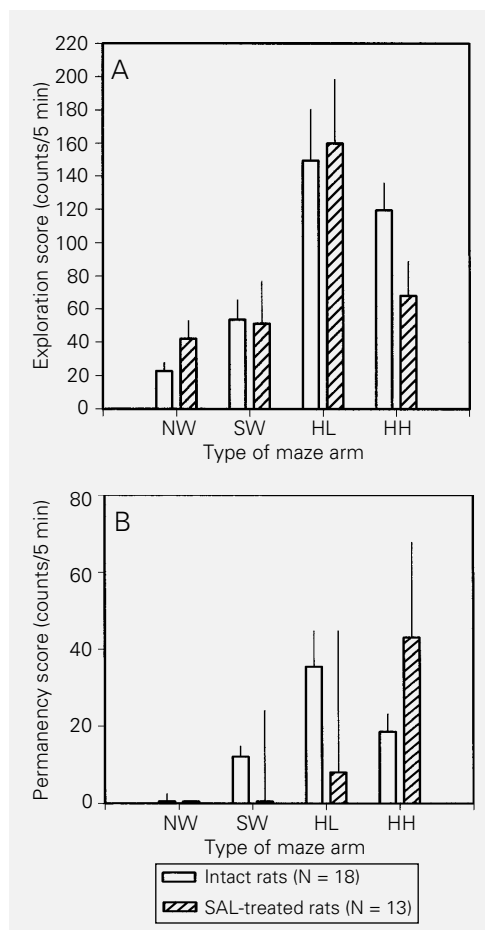 A
Exploration score (counts/5 min)
220
200
180
160
140
120
100
80
60
40
20
0
NW SW HL HH
Type of maze arm
B
Permanency score (counts/5 min)
80
60
40
20
0
NW SW HL HH
Type of maze arm
Intact rats (N = 18)
SAL-treated rats (N = 13)